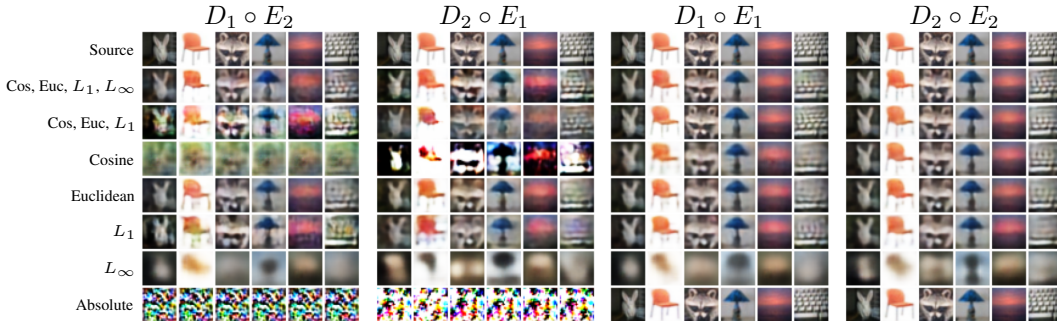 D₁ ∘ E₂ D₂ ∘ E₁ D₁ ∘ E₁ D₂ ∘ E₂
Source
Cos, Euc, L₁, L∞
Cos, Euc, L₁
Cosine
Euclidean
L₁
L∞
Absolute